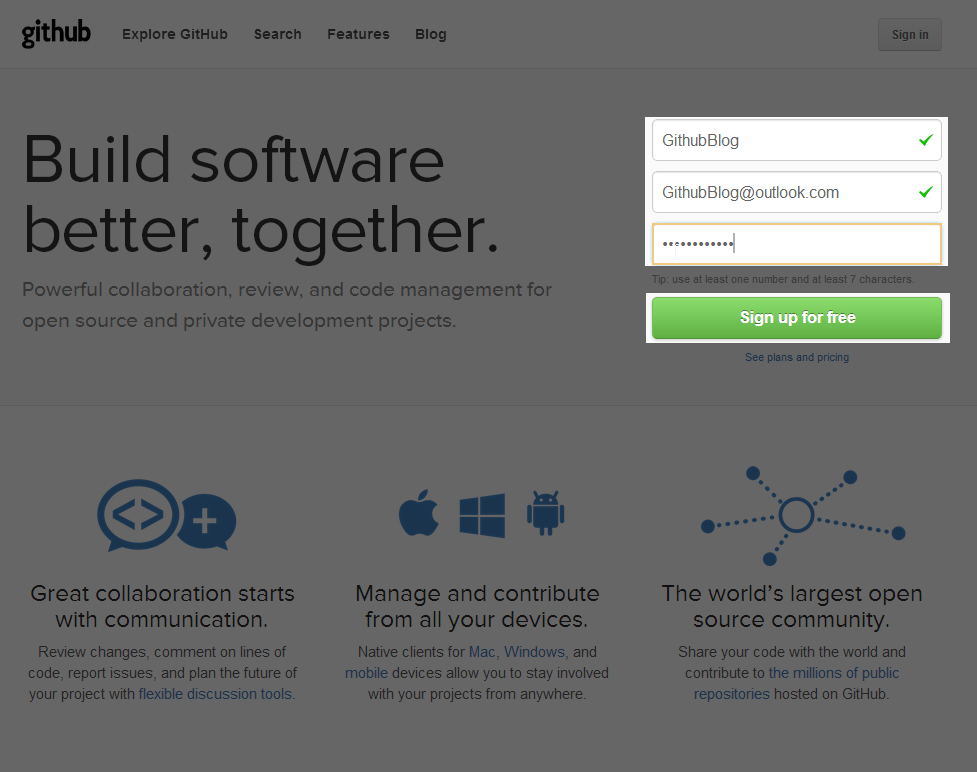 github Explore GitHub Search Features Blog Sign in
Build software
better, together.
Powerful collaboration, review, and code management for
open source and private development projects.
GithubBlog
GithubBlog@outlook.com
••••••••••••
Tip: use at least one number and at least 7 characters.
Sign up for free
See plans and pricing
Great collaboration starts
with communication.
Review changes, comment on lines of
code, report issues, and plan the future of
your project with flexible discussion tools.
Manage and contribute
from all your devices.
Native clients for Mac, Windows, and
mobile devices allow you to stay involved
with your projects from anywhere.
The world's largest open
source community.
Share your code with the world and
contribute to the millions of public
repositories hosted on GitHub.